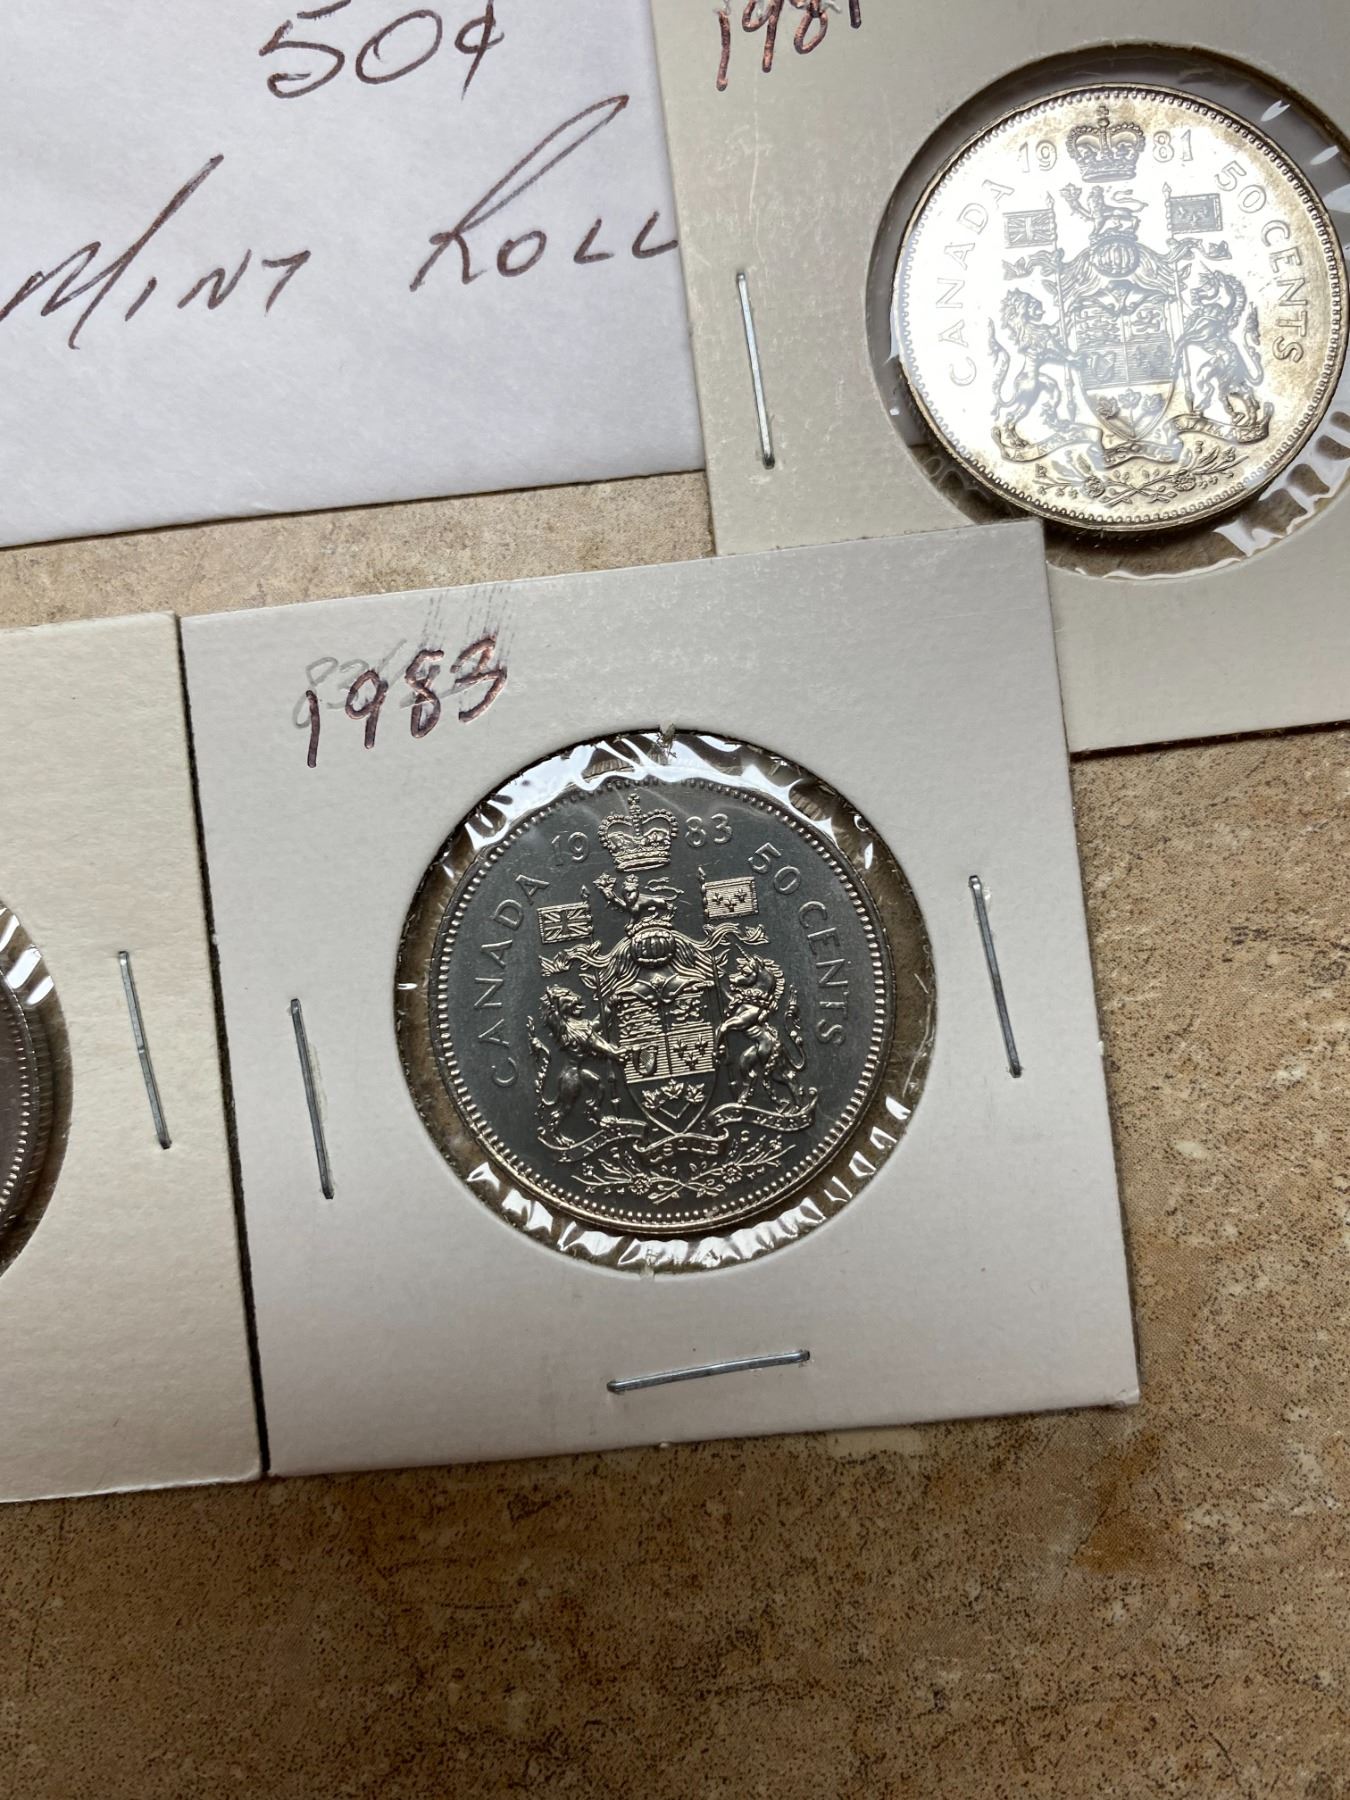 50¢
MINT ROLL
1981
19 81
CANADA 50 CENTS
1983
19 83
CANADA 50 CENTS